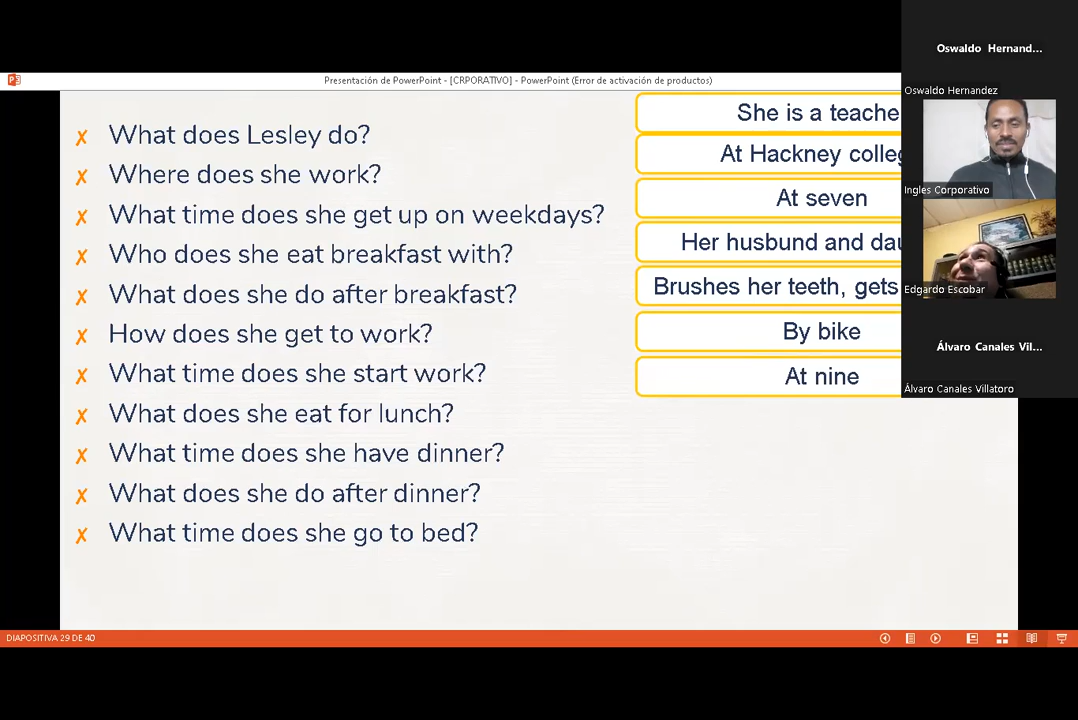 Oswaldo Hernand...
Presentación de PowerPoint - [CRPORATIVO] - PowerPoint (Error de activación de productos)
Oswaldo Hernandez
She is a teache
✗ What does Lesley do?
At Hackney colleg
✗ Where does she work?
Ingles Corporativo
At seven
✗ What time does she get up on weekdays?
Her husbund and dau
✗ Who does she eat breakfast with?
Brushes her teeth, gets
Edgardo Escobar
✗ What does she do after breakfast?
By bike
✗ How does she get to work?
Álvaro Canales Vil...
At nine
✗ What time does she start work?
Álvaro Canales Villatoro
✗ What does she eat for lunch?
✗ What time does she have dinner?
✗ What does she do after dinner?
✗ What time does she go to bed?
DIAPOSITIVA 29 DE 40